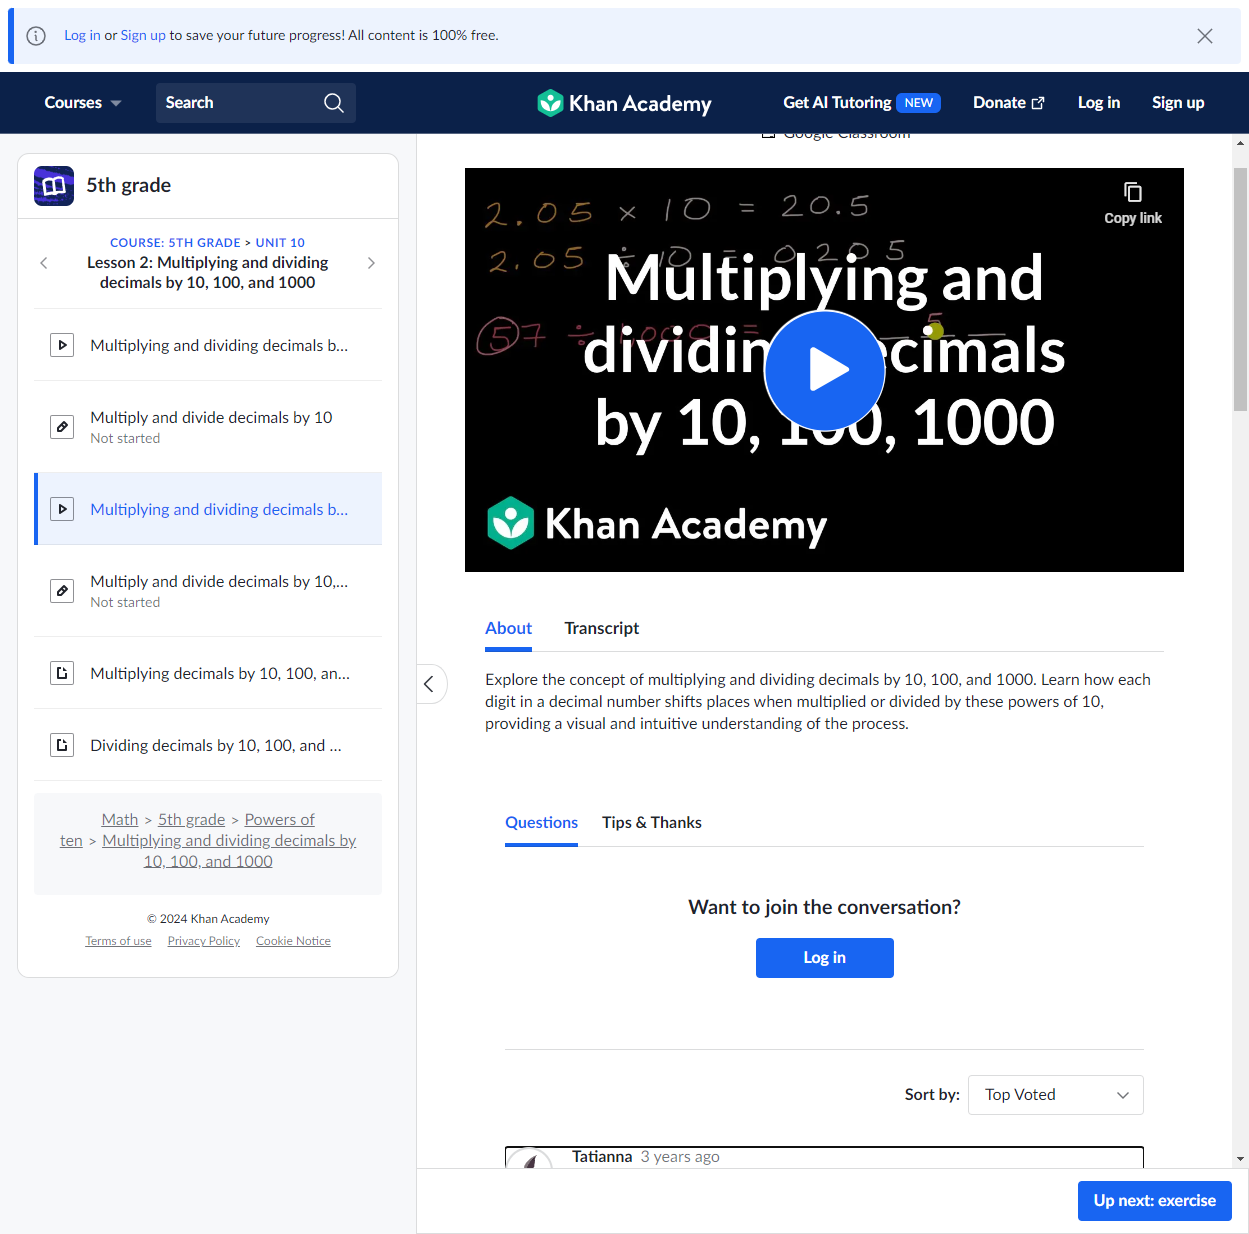 Log in or Sign up to save your future progress! All content is 100% free.
Courses
Search
Khan Academy
Get AI Tutoring NEW
Donate
Log in
Sign up
5th grade
COURSE: 5TH GRADE > UNIT 10
Lesson 2: Multiplying and dividing
decimals by 10, 100, and 1000
Multiplying and dividing decimals b...
Multiply and divide decimals by 10
Not started
Multiplying and dividing decimals b...
Multiply and divide decimals by 10,...
Not started
Multiplying decimals by 10, 100, an...
Dividing decimals by 10, 100, and ...
Math > 5th grade > Powers of
ten > Multiplying and dividing decimals by
10, 100, and 1000
© 2024 Khan Academy
Terms of use Privacy Policy Cookie Notice
Google Classroom
2.05 × 10 = 20.5
2.05 ÷ 10 = 0.205
57 ÷ 1,000 = 5
Copy link
Multiplying and
dividing decimals
by 10, 100, 1000
Khan Academy
About Transcript
Explore the concept of multiplying and dividing decimals by 10, 100, and 1000. Learn how each
digit in a decimal number shifts places when multiplied or divided by these powers of 10,
providing a visual and intuitive understanding of the process.
Questions Tips & Thanks
Want to join the conversation?
Log in
Sort by: Top Voted
Tatianna 3 years ago
Up next: exercise